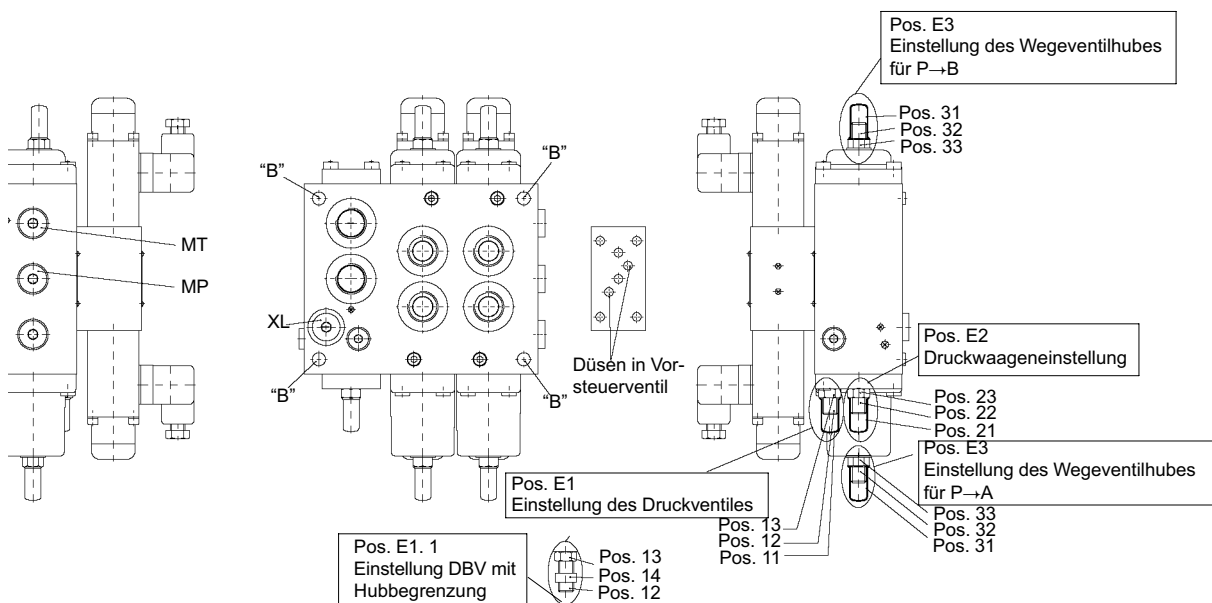 Pos. E3
Einstellung des Wegeventilhubes
für P→B
Pos. 31
Pos. 32
Pos. 33
“B”
“B”
MT
MP
XL
“B”
“B”
Düsen in Vor-
steuerventil
Pos. E2
Druckwaageneinstellung
Pos. 23
Pos. 22
Pos. 21
Pos. E3
Einstellung des Wegeventilhubes
für P→A
Pos. 33
Pos. 32
Pos. 31
Pos. E1
Einstellung des Druckventiles
Pos. 13
Pos. 12
Pos. 11
Pos. E1. 1
Einstellung DBV mit
Hubbegrenzung
Pos. 13
Pos. 14
Pos. 12